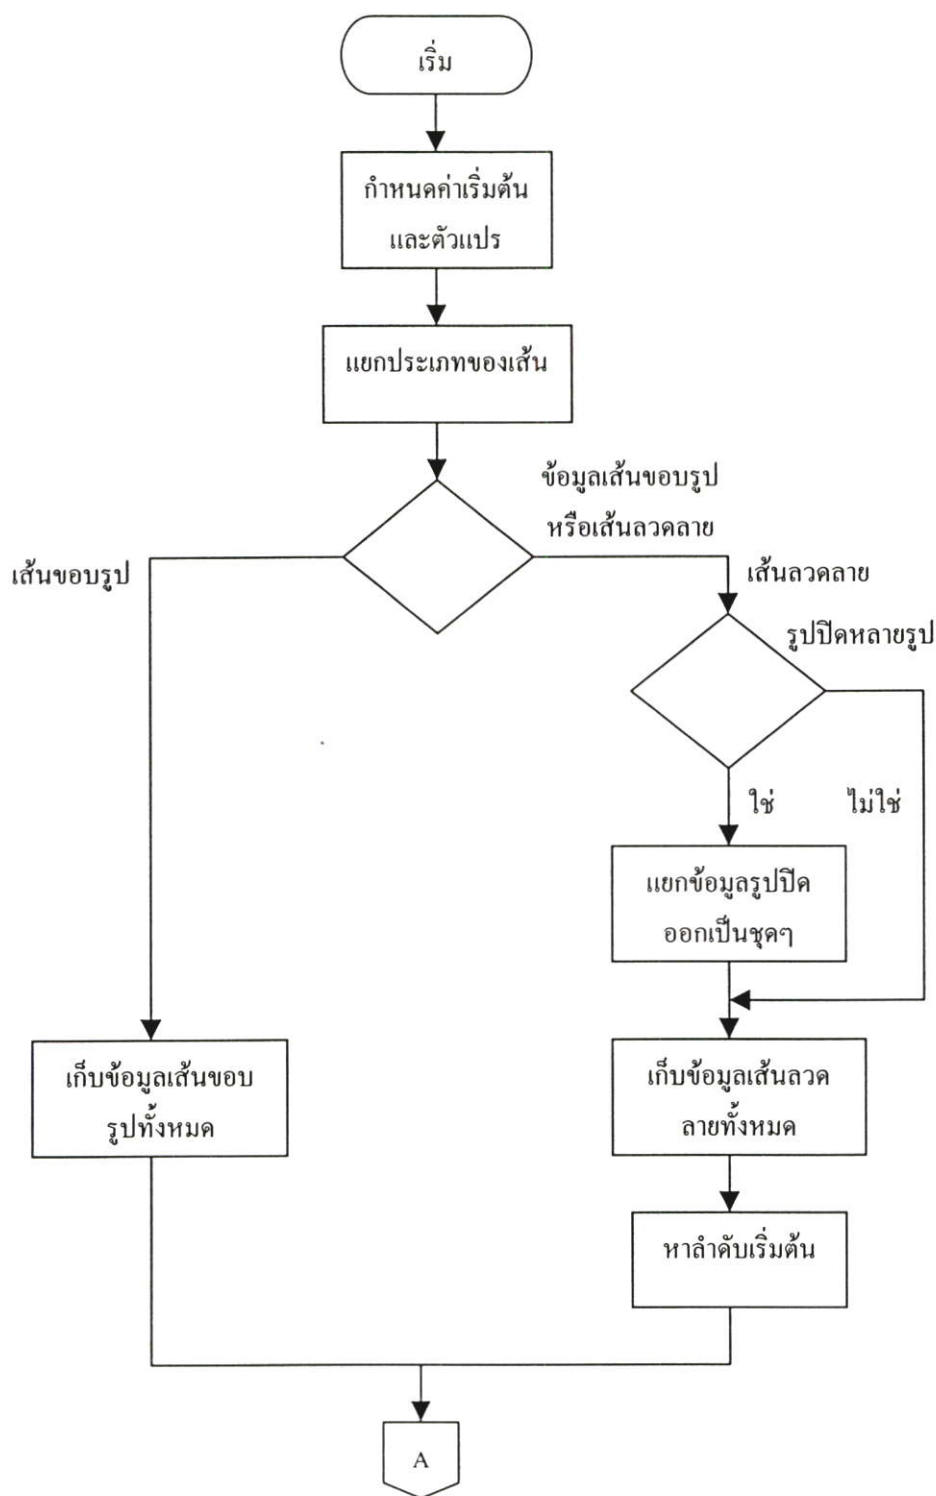 เริ่ม
กำหนดค่าเริ่มต้น
และตัวแปร
แยกประเภทของเส้น
ข้อมูลเส้นขอบรูป
หรือเส้นลวดลาย
เส้นขอบรูป
เส้นลวดลาย
รูปปิดหลายรูป
ใช่
ไม่ใช่
แยกข้อมูลรูปปิด
ออกเป็นชุดๆ
เก็บข้อมูลเส้นขอบ
รูปทั้งหมด
เก็บข้อมูลเส้นลวด
ลายทั้งหมด
หาลำดับเริ่มต้น
A